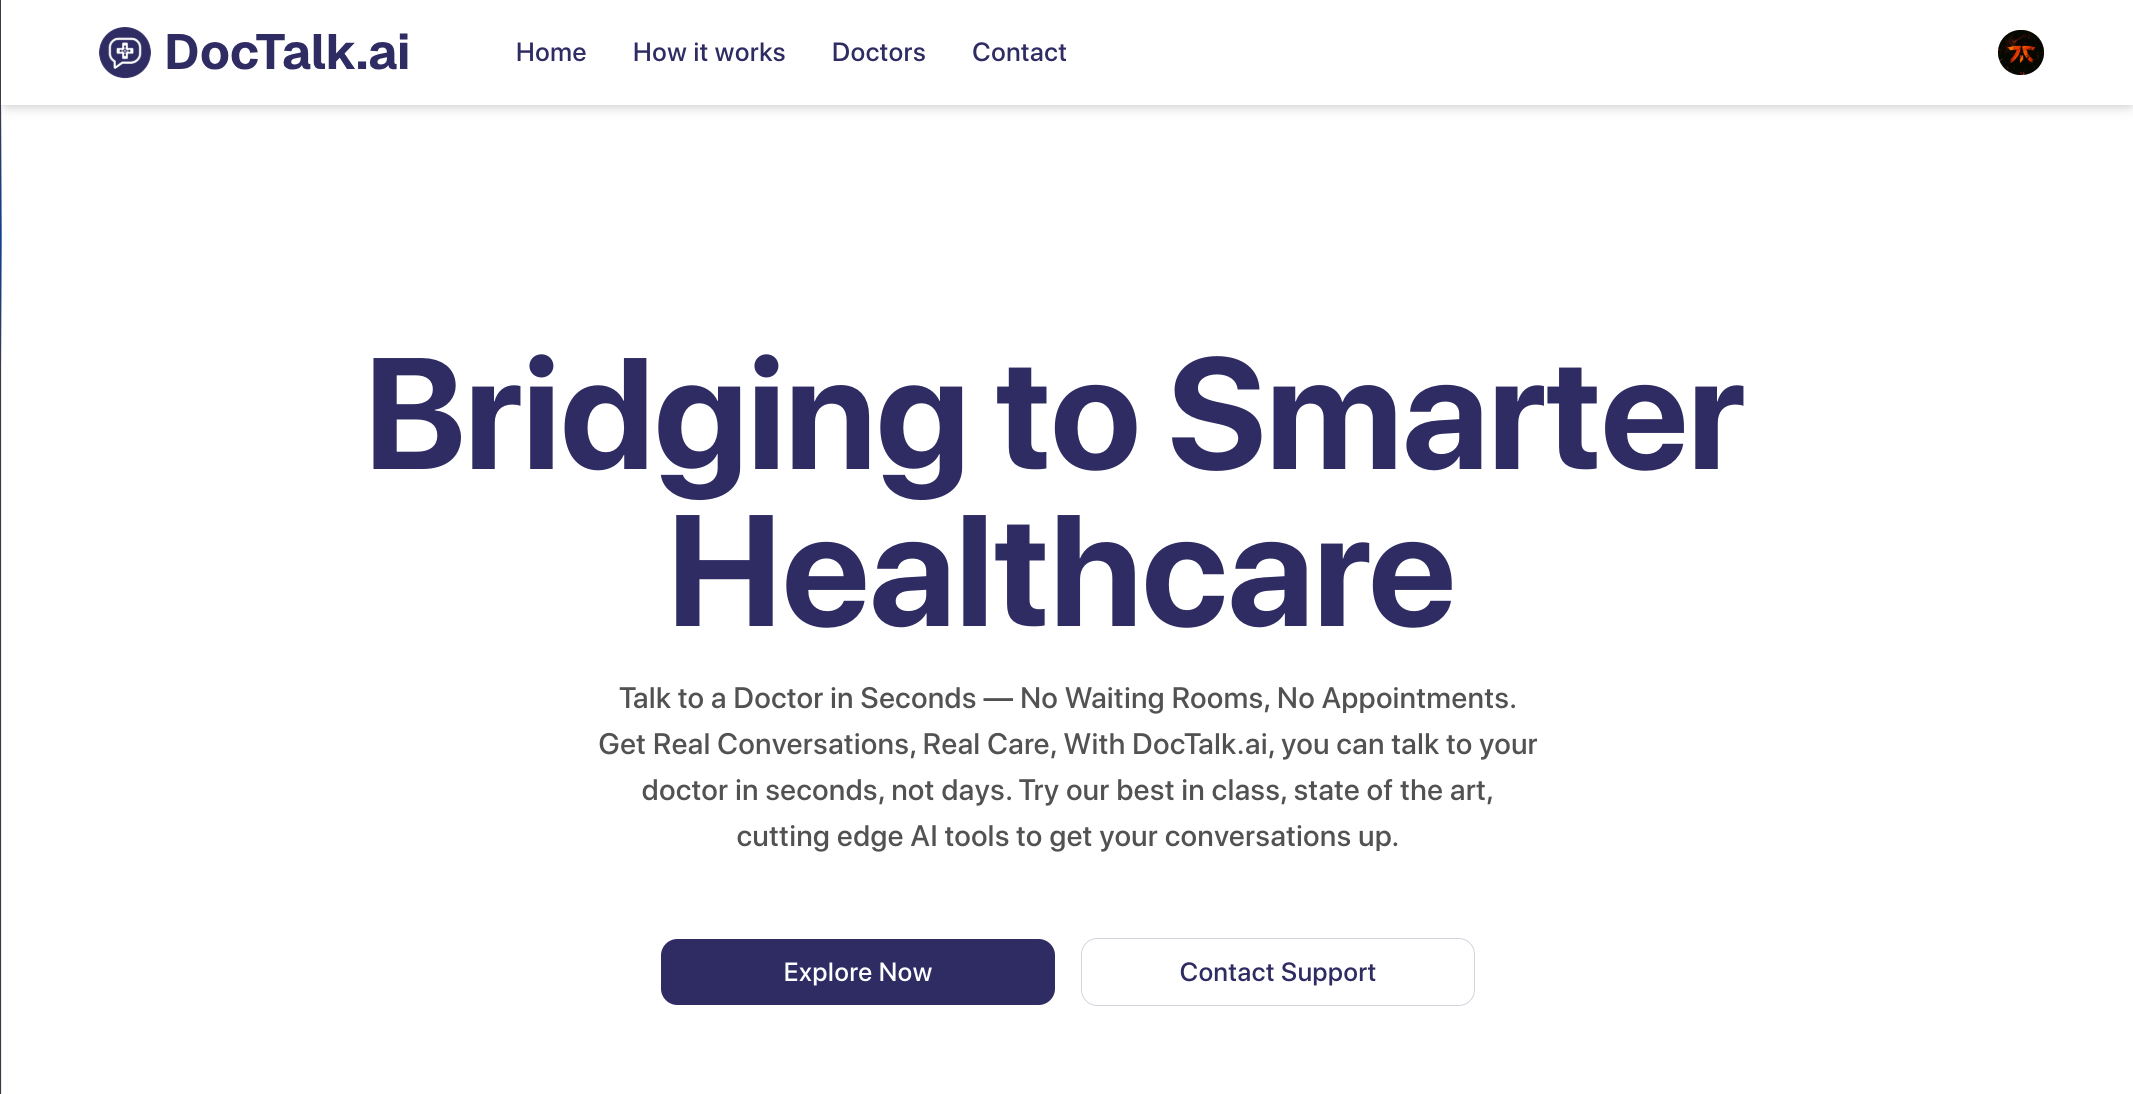 DocTalk.ai
Home
How it works
Doctors
Contact
Bridging to Smarter
Healthcare
Talk to a Doctor in Seconds — No Waiting Rooms, No Appointments.
Get Real Conversations, Real Care, With DocTalk.ai, you can talk to your
doctor in seconds, not days. Try our best in class, state of the art,
cutting edge AI tools to get your conversations up.
Explore Now
Contact Support